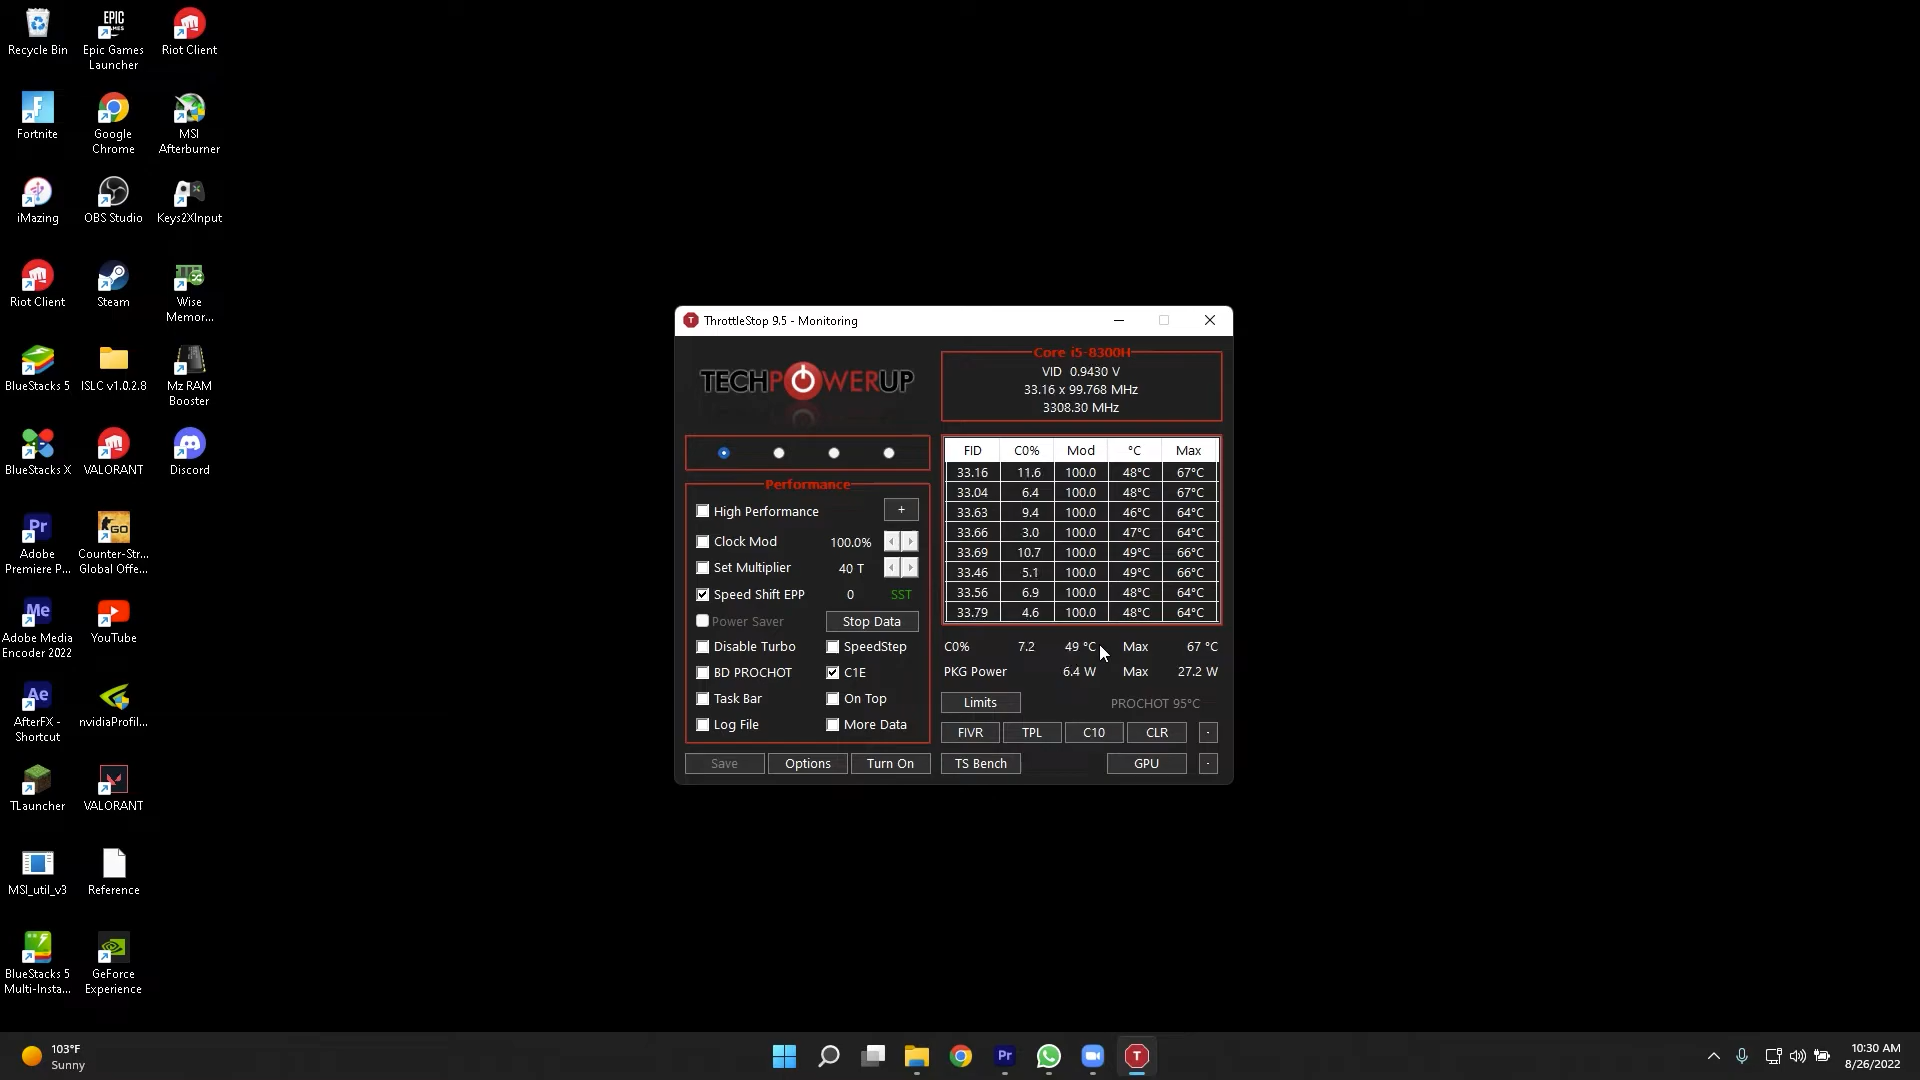 Recycle Bin
Epic Games
Launcher
Riot Client
Fortnite
Google
Chrome
MSI
Afterburner
iMazing
OBS Studio
Keys2XInput
Riot Client
Steam
Wise
Memor...
BlueStacks 5
ISLC v1.0.2.8
Mz RAM
Booster
BlueStacks X
VALORANT
Discord
Adobe
Premiere P...
Counter-Str...
Global Offe...
Adobe Media
Encoder 2022
YouTube
AfterFX -
Shortcut
nvidiaProfil...
TLauncher
VALORANT
MSI_util_v3
Reference
BlueStacks 5
Multi-Insta...
GeForce
Experience
ThrottleStop 9.5 - Monitoring
TECHPOWERUP
Core i5-8300H
VID 0.9430 V
33.16 x 99.768 MHz
3308.30 MHz
Performance
High Performance +
Clock Mod 100.0%
Set Multiplier 40 T
Speed Shift EPP 0 SST
Power Saver Stop Data
Disable Turbo SpeedStep
BD PROCHOT C1E
Task Bar On Top
Log File More Data
Save Options Turn On
FID C0% Mod °C Max
33.16 11.6 100.0 48°C 67°C
33.04 6.4 100.0 48°C 67°C
33.63 9.4 100.0 46°C 64°C
33.66 3.0 100.0 47°C 64°C
33.69 10.7 100.0 49°C 66°C
33.46 5.1 100.0 49°C 66°C
33.56 6.9 100.0 48°C 64°C
33.79 4.6 100.0 48°C 64°C
C0% 7.2 49 °C Max 67 °C
PKG Power 6.4 W Max 27.2 W
Limits PROCHOT 95°C
FIVR TPL C10 CLR -
TS Bench GPU -
103°F
Sunny
10:30 AM
8/26/2022